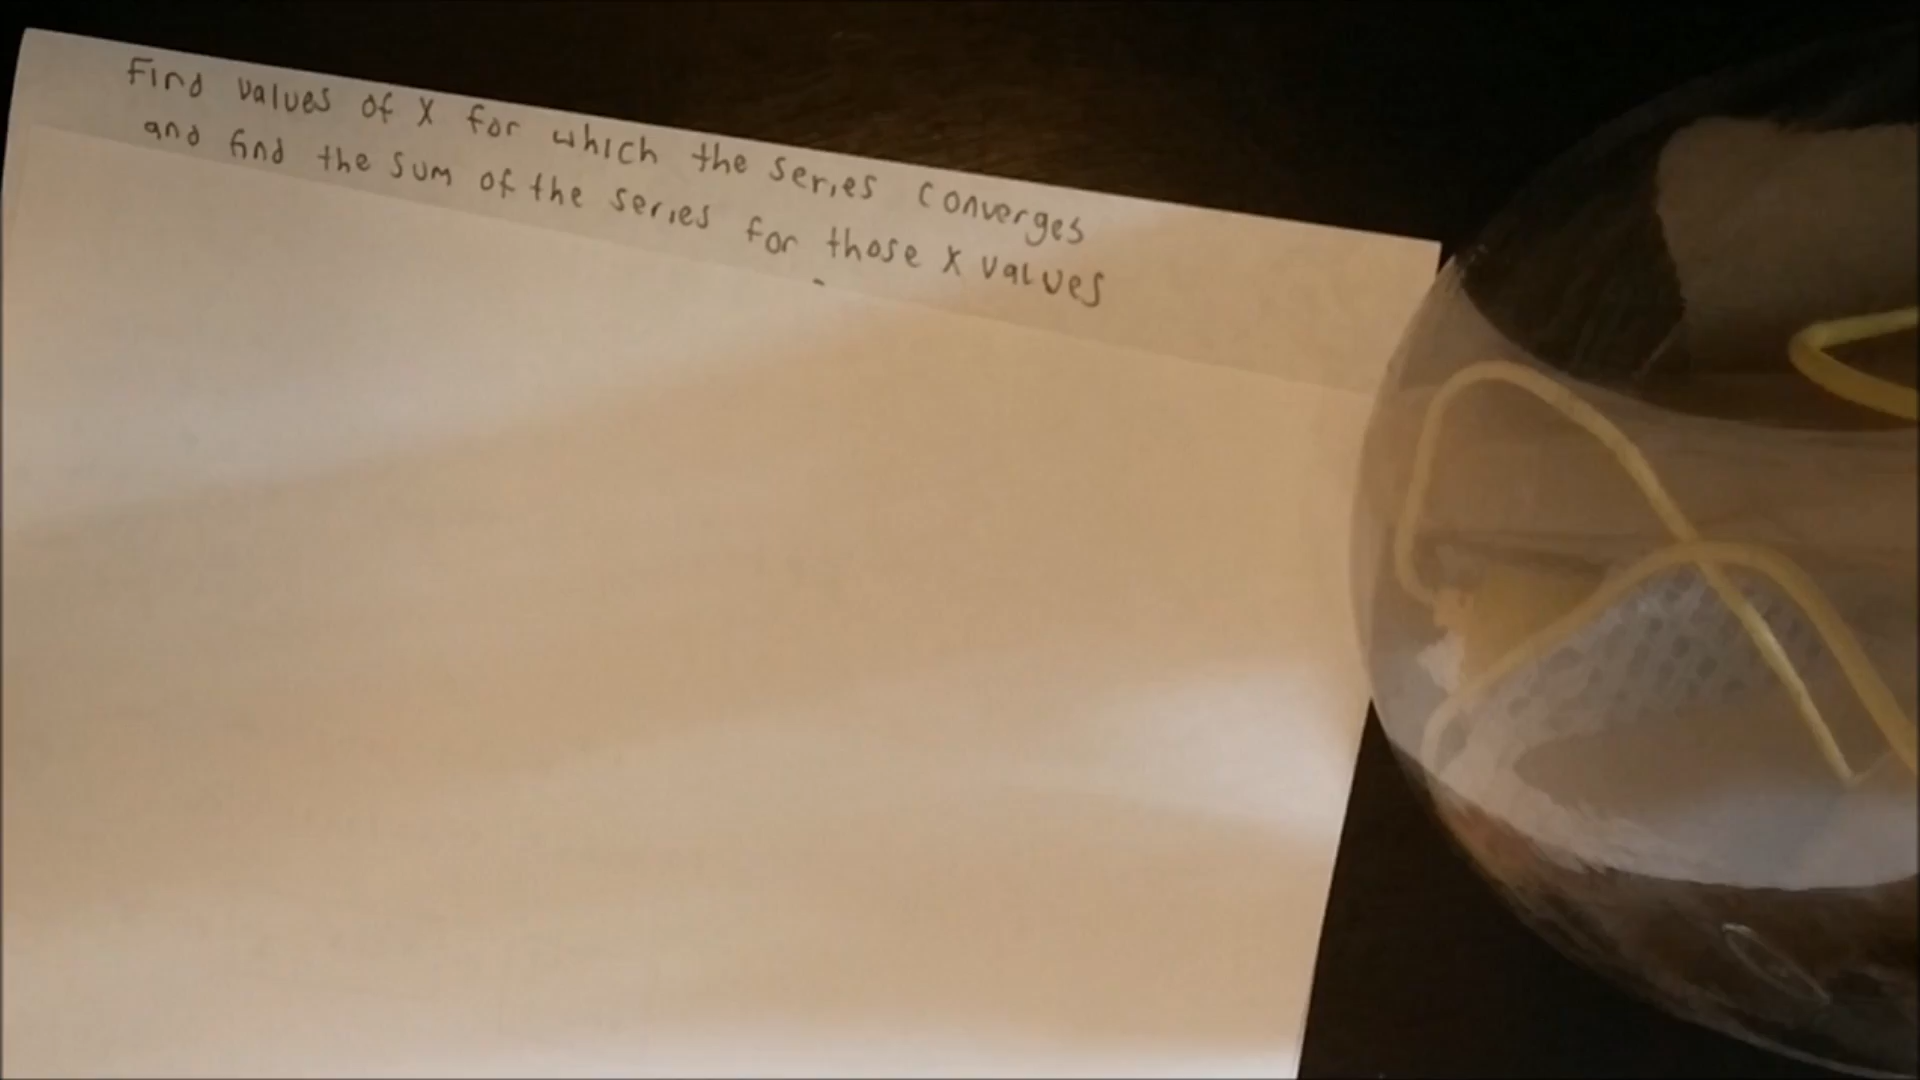 Find values of x for which the series converges
and find the sum of the series for those x values